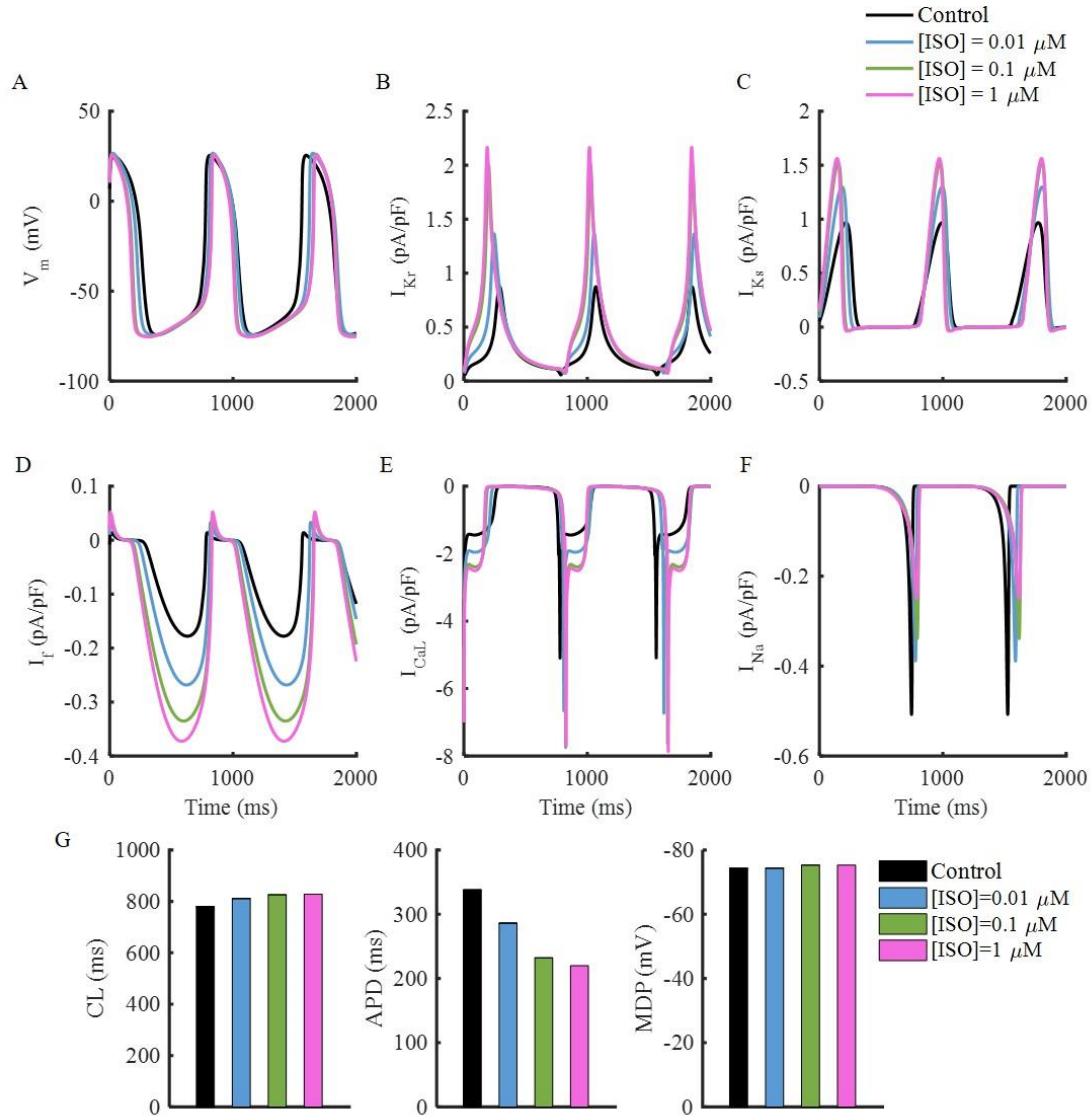 Control
[ISO] = 0.01 μM
[ISO] = 0.1 μM
[ISO] = 1 μM
A
B
C
50
0
-50
-100
V_m (mV)
0
1000
2000
2.5
2
1.5
1
0.5
0
I_Kr (pA/pF)
0
1000
2000
2
1.5
1
0.5
0
-0.5
I_Ks (pA/pF)
0
1000
2000
D
E
F
0.1
0
-0.1
-0.2
-0.3
-0.4
I_f (pA/pF)
0
1000
2000
Time (ms)
0
-2
-4
-6
-8
I_CaL (pA/pF)
0
1000
2000
Time (ms)
0
-0.2
-0.4
-0.6
I_Na (pA/pF)
0
1000
2000
Time (ms)
G
1000
800
600
400
200
0
CL (ms)
400
300
200
100
0
APD (ms)
-80
-60
-40
-20
0
MDP (mV)
Control
[ISO]=0.01 μM
[ISO]=0.1 μM
[ISO]=1 μM